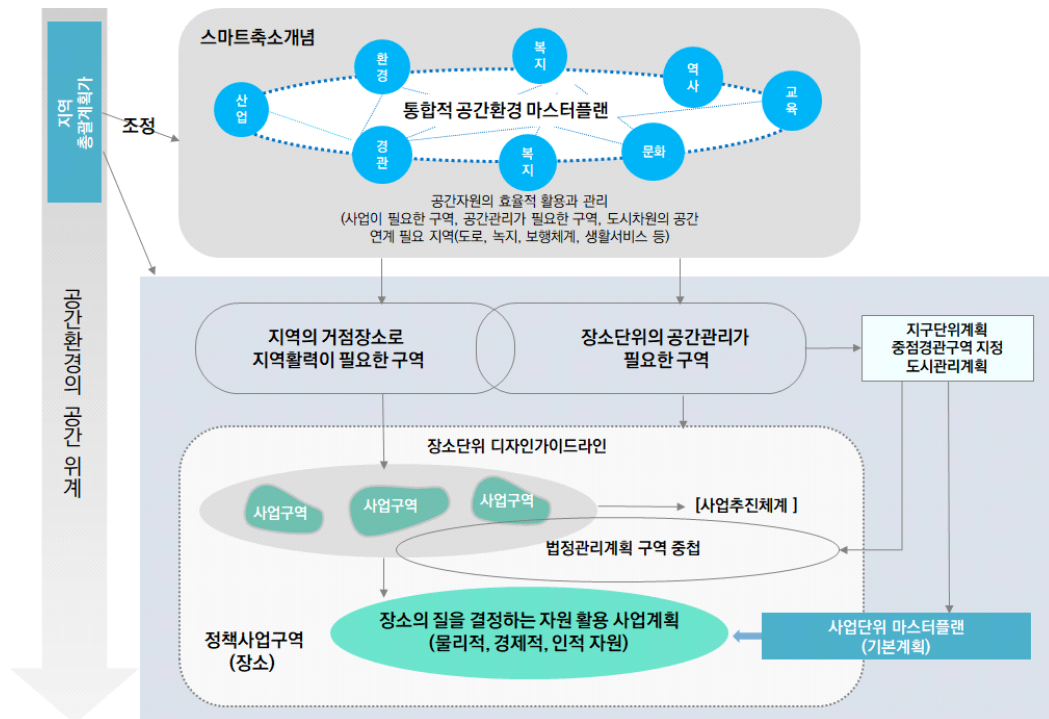 스마트축소개념
지역
총괄계획가
조정
환경
복지
역사
교육
산업
통합적 공간환경 마스터플랜
경관
복지
문화
공간자원의 효율적 활용과 관리
(사업이 필요한 구역, 공간관리가 필요한 구역, 도시차원의 공간
연계 필요 지역(도로, 녹지, 보행체계, 생활서비스 등)
공간환경의 공간 위계
지역의 거점장소로
지역활력이 필요한 구역
장소단위의 공간관리가
필요한 구역
지구단위계획
중점경관구역 지정
도시관리계획
장소단위 디자인가이드라인
사업구역
사업구역
사업구역
[사업추진체계 ]
법정관리계획 구역 중첩
장소의 질을 결정하는 자원 활용 사업계획
(물리적, 경제적, 인적 자원)
정책사업구역
(장소)
사업단위 마스터플랜
(기본계획)